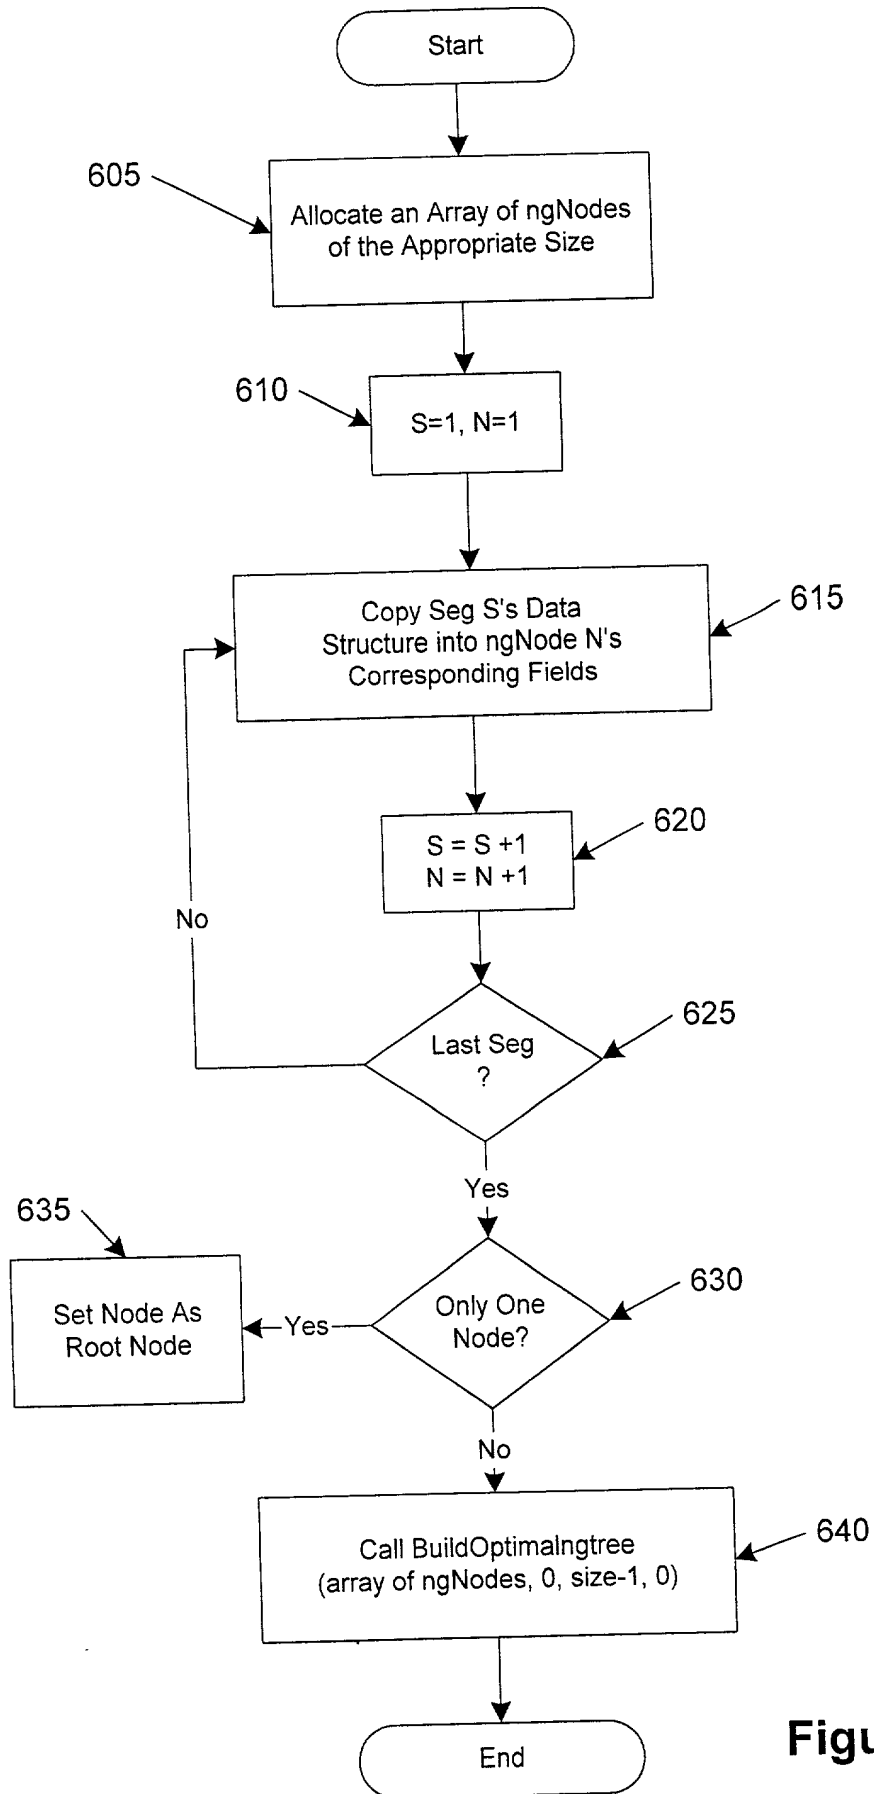 Start
605
Allocate an Array of ngNodes
of the Appropriate Size
610
S=1, N=1
Copy Seg S's Data
Structure into ngNode N's
Corresponding Fields
615
S = S +1
N = N +1
620
No
Last Seg
?
625
Yes
635
Set Node As
Root Node
Yes
Only One
Node?
630
No
Call BuildOptimalngtree
(array of ngNodes, 0, size-1, 0)
640
End
Figu